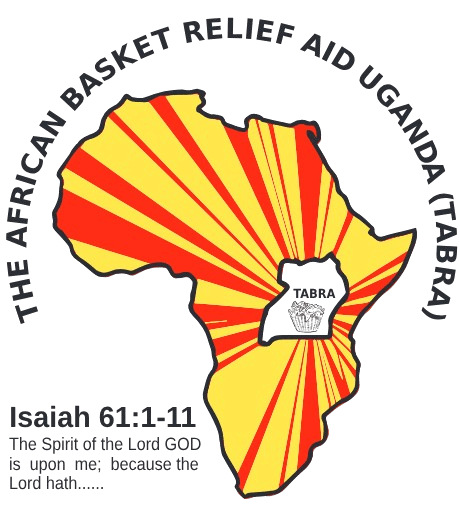 THE AFRICAN BASKET RELIEF AID UGANDA (TABRA)
TABRA
Isaiah 61:1-11
The Spirit of the Lord GOD
is upon me; because the
Lord hath......